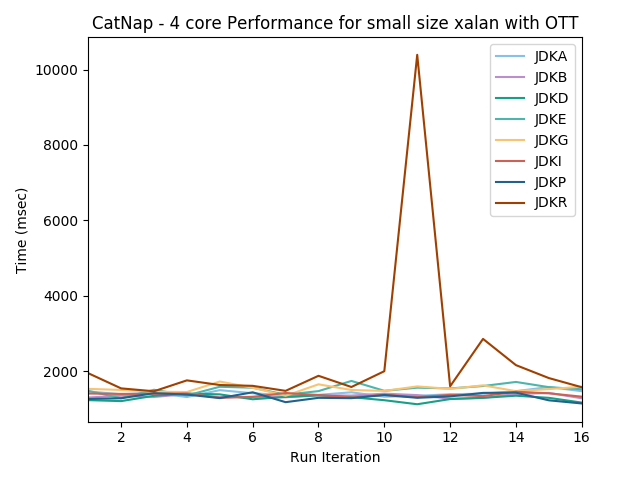 CatNap - 4 core Performance for small size xalan with OTT
Time (msec)
10000
8000
6000
4000
2000
2 4 6 8 10 12 14 16
Run Iteration
JDKA
JDKB
JDKD
JDKE
JDKG
JDKI
JDKP
JDKR